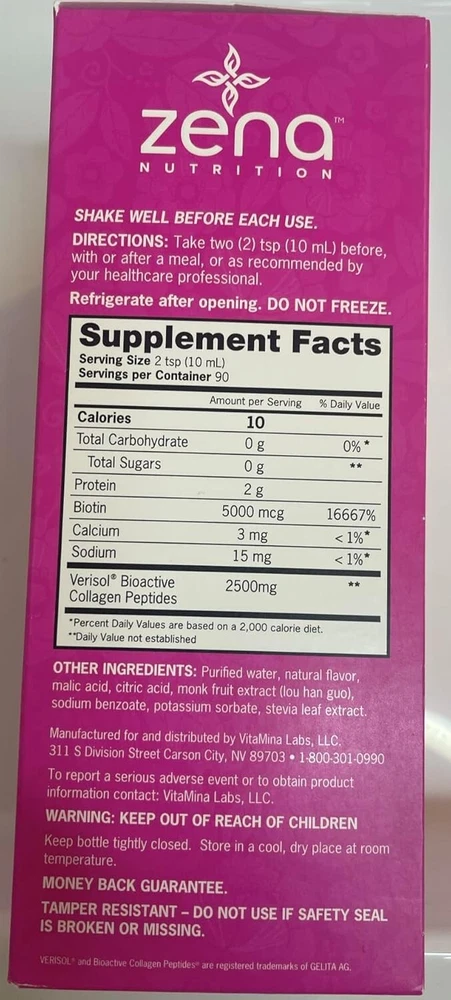 zena™
NUTRITION
SHAKE WELL BEFORE EACH USE.
DIRECTIONS: Take two (2) tsp (10 mL) before,
with or after a meal, or as recommended by
your healthcare professional.
Refrigerate after opening. DO NOT FREEZE.
Supplement Facts
Serving Size 2 tsp (10 mL)
Servings per Container 90
Amount per Serving % Daily Value
Calories 10
Total Carbohydrate 0 g 0% *
Total Sugars 0 g **
Protein 2 g
Biotin 5000 mcg 16667%
Calcium 3 mg < 1%*
Sodium 15 mg < 1%*
Verisol® Bioactive 2500mg **
Collagen Peptides
*Percent Daily Values are based on a 2,000 calorie diet.
**Daily Value not established
OTHER INGREDIENTS: Purified water, natural flavor,
malic acid, citric acid, monk fruit extract (lou han guo),
sodium benzoate, potassium sorbate, stevia leaf extract.
Manufactured for and distributed by VitaMina Labs, LLC.
311 S Division Street Carson City, NV 89703 • 1-800-301-0990
To report a serious adverse event or to obtain product
information contact: VitaMina Labs, LLC.
WARNING: KEEP OUT OF REACH OF CHILDREN
Keep bottle tightly closed. Store in a cool, dry place at room
temperature.
MONEY BACK GUARANTEE.
TAMPER RESISTANT – DO NOT USE IF SAFETY SEAL
IS BROKEN OR MISSING.
VERISOL® and Bioactive Collagen Peptides® are registered trademarks of GELITA AG.